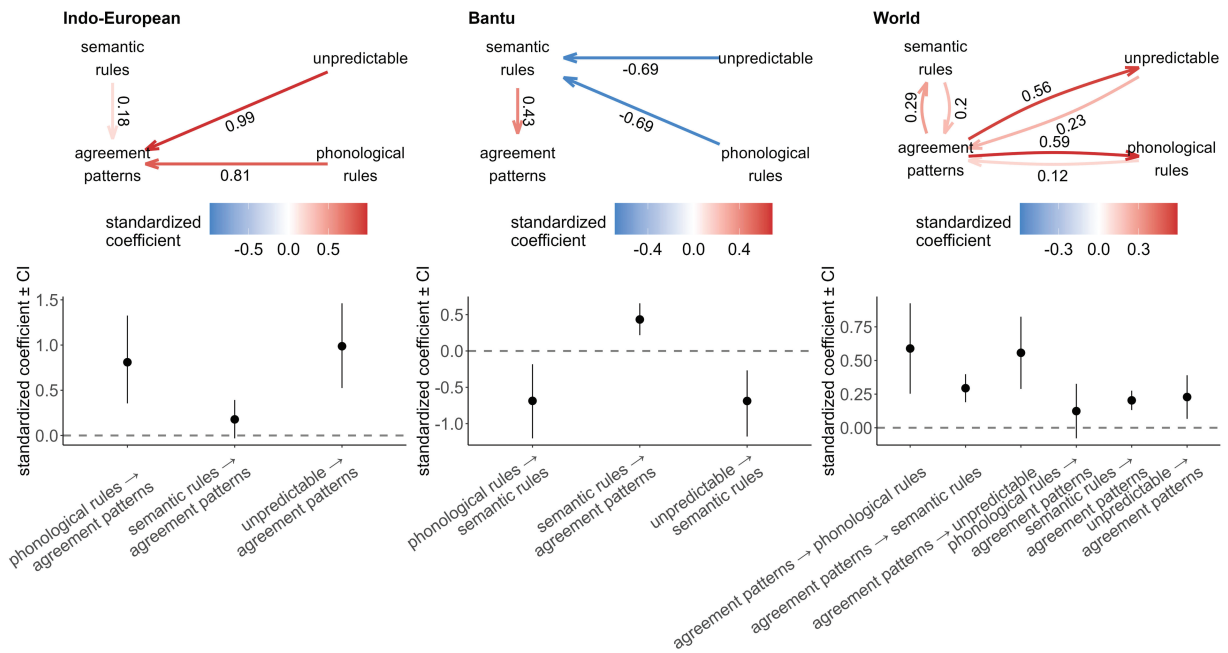 Indo-European
semantic
rules
unpredictable
0.18
0.99
agreement
patterns
0.81
phonological
rules
standardized
coefficient
-0.5
0.0
0.5
Bantu
semantic
rules
unpredictable
-0.69
0.43
-0.69
agreement
patterns
phonological
rules
standardized
coefficient
-0.4
0.0
0.4
World
semantic
rules
unpredictable
0.29
0.2
0.56
0.23
agreement
patterns
0.59
0.12
phonological
rules
standardized
coefficient
-0.3
0.0
0.3
standardized coefficient ± CI
1.5
1.0
0.5
0.0
phonological rules →
agreement patterns
semantic rules →
agreement patterns
unpredictable →
agreement patterns
standardized coefficient ± CI
0.5
0.0
-0.5
-1.0
phonological rules →
semantic rules
semantic rules →
agreement patterns
unpredictable →
semantic rules
standardized coefficient ± CI
0.75
0.50
0.25
0.00
agreement patterns → phonological rules
agreement patterns → semantic rules
agreement patterns → unpredictable
phonological rules →
agreement patterns
semantic rules →
agreement patterns
unpredictable →
agreement patterns